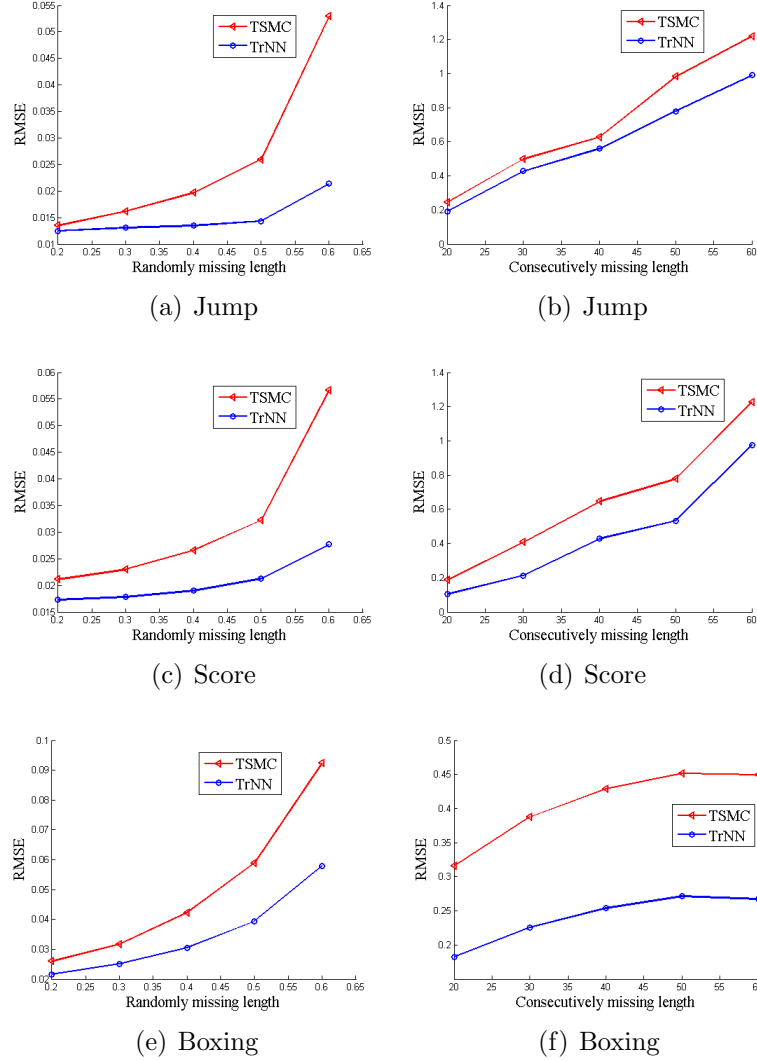 0.055
0.05
0.045
0.04
0.035
0.03
0.025
0.02
0.015
0.01
RMSE
TSMC
TrNN
0.2 0.25 0.3 0.35 0.4 0.45 0.5 0.55 0.6 0.65
Randomly missing length
(a) Jump
1.4
1.2
1
0.8
0.6
0.4
0.2
0
RMSE
TSMC
TrNN
20 25 30 35 40 45 50 55 60
Consecutively missing length
(b) Jump
0.06
0.055
0.05
0.045
0.04
0.035
0.03
0.025
0.02
0.015
RMSE
TSMC
TrNN
0.2 0.25 0.3 0.35 0.4 0.45 0.5 0.55 0.6 0.65
Randomly missing length
(c) Score
1.4
1.2
1
0.8
0.6
0.4
0.2
0
RMSE
TSMC
TrNN
20 25 30 35 40 45 50 55 60
Consecutively missing length
(d) Score
0.1
0.09
0.08
0.07
0.06
0.05
0.04
0.03
0.02
RMSE
TSMC
TrNN
0.2 0.25 0.3 0.35 0.4 0.45 0.5 0.55 0.6 0.65
Randomly missing length
(e) Boxing
0.5
0.45
0.4
0.35
0.3
0.25
0.2
RMSE
TSMC
TrNN
20 25 30 35 40 45 50 55 60
Consecutively missing length
(f) Boxing